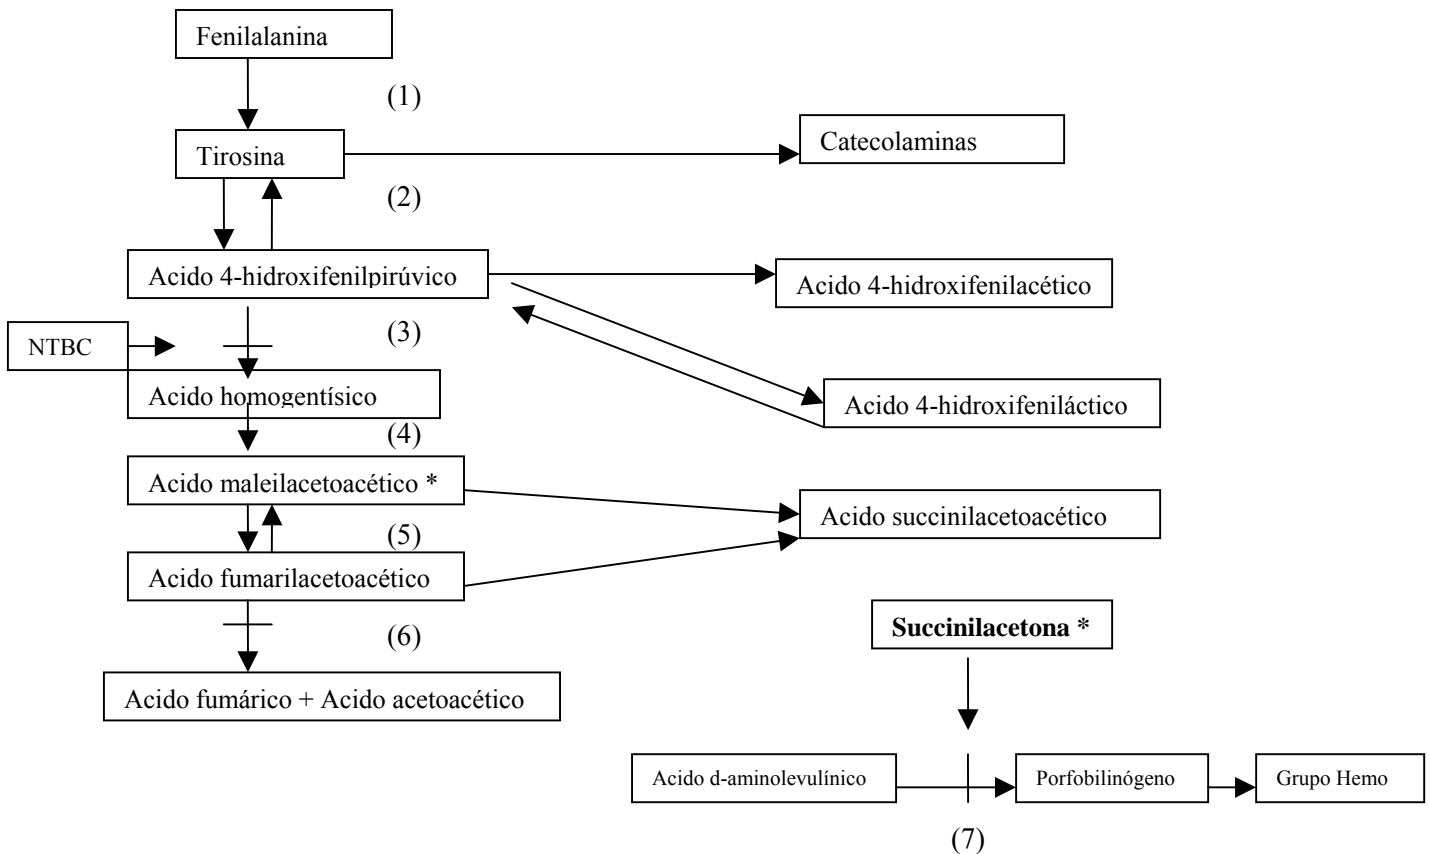 Fenilalanina
(1)
Tirosina
Catecolaminas
(2)
Acido 4-hidroxifenilpirúvico
Acido 4-hidroxifenilacético
(3)
NTBC
Acido homogentísico
Acido 4-hidroxifeniláctico
(4)
Acido maleilacetoacético *
Acido succinilacetoacético
(5)
Acido fumarilacetoacético
(6)
Succinilacetona *
Acido fumárico + Acido acetoacético
Acido d-aminolevulínico
Porfobilinógeno
Grupo Hemo
(7)